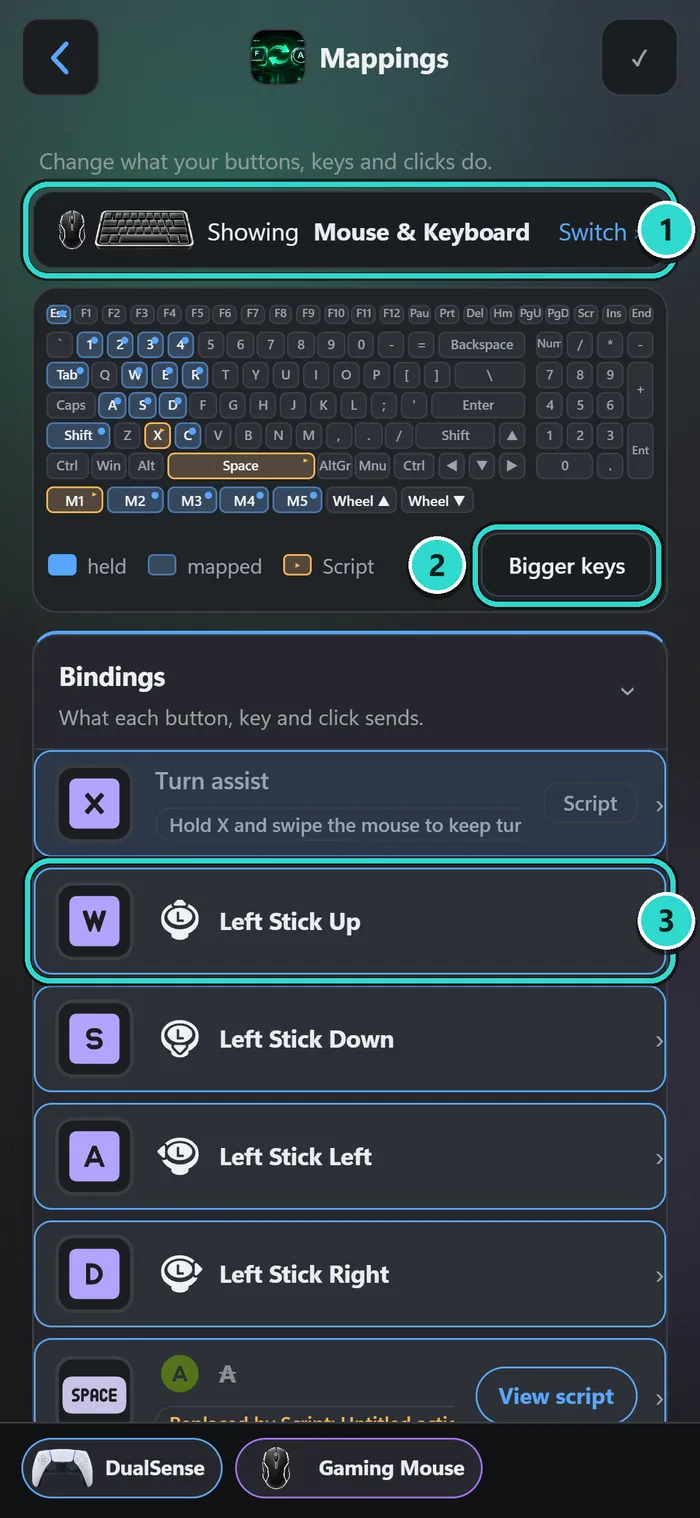 Mappings
✓
Change what your buttons, keys and clicks do.
Showing Mouse & Keyboard Switch
1
Esc F1 F2 F3 F4 F5 F6 F7 F8 F9 F10 F11 F12 Pau Prt Del Hm PgU PgD Scr Ins End
` 1 2 3 4 5 6 7 8 9 0 - = Backspace Num / * -
Tab Q W E R T Y U I O P [ ] \ 7 8 9 +
Caps A S D F G H J K L ; ' Enter 4 5 6
Shift Z X C V B N M , . / Shift ▲ 1 2 3 Ent
Ctrl Win Alt Space AltGr Mnu Ctrl ◀ ▼ ▶ 0 .
M1 M2 M3 M4 M5 Wheel ▲ Wheel ▼
held mapped Script 2 Bigger keys
Bindings
What each button, key and click sends.
X Turn assist Script ›
Hold X and swipe the mouse to keep tur
W L Left Stick Up 3
S L Left Stick Down ›
A L Left Stick Left ›
D L Left Stick Right ›
SPACE A A View script ›
Replaced by Script: Untitled
DualSense Gaming Mouse